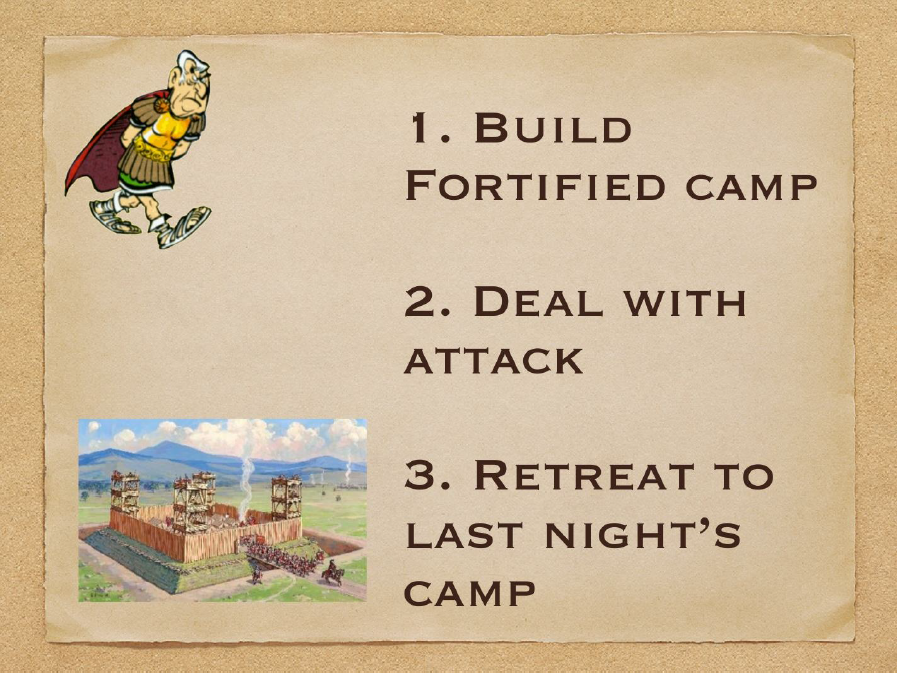 1. Build
Fortified camp
2. Deal with
attack
3. Retreat to
last night’s
camp